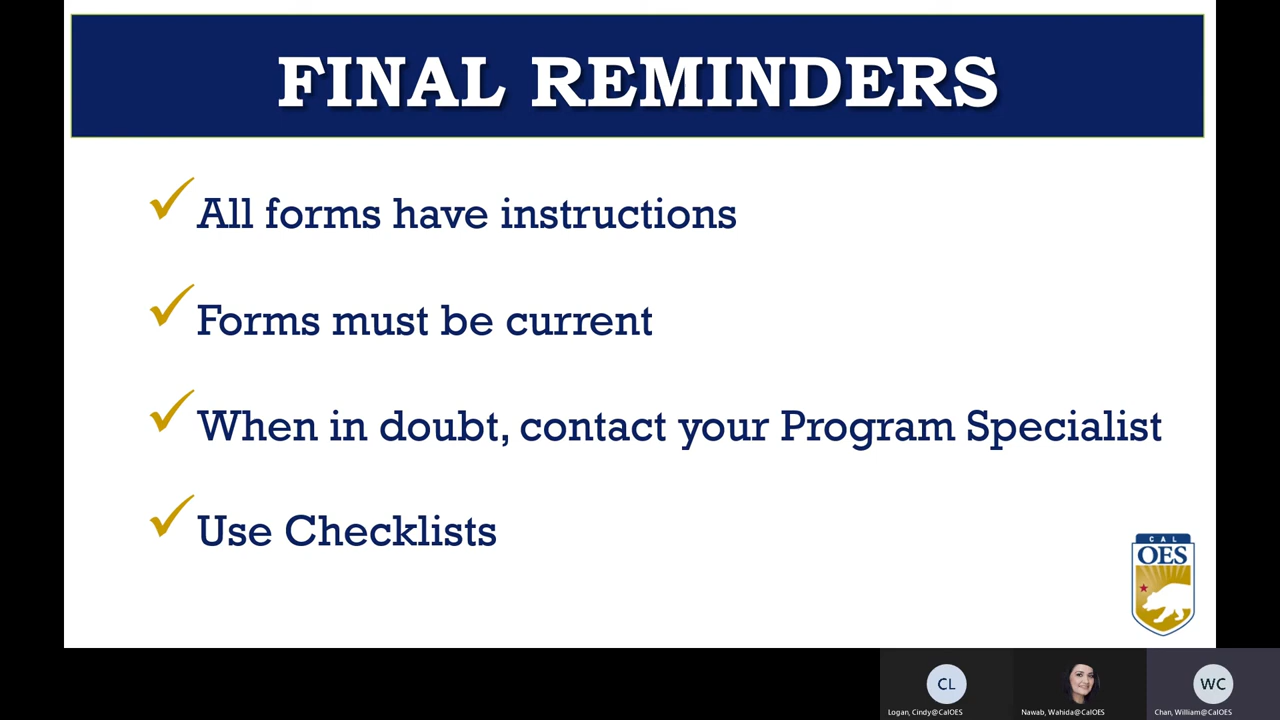 FINAL REMINDERS
All forms have instructions
Forms must be current
When in doubt, contact your Program Specialist
Use Checklists
CAL
OES
CL
WC
Logan, Cindy@CalOES
Nawab, Wahida@CalOES
Chan, William@CalOES